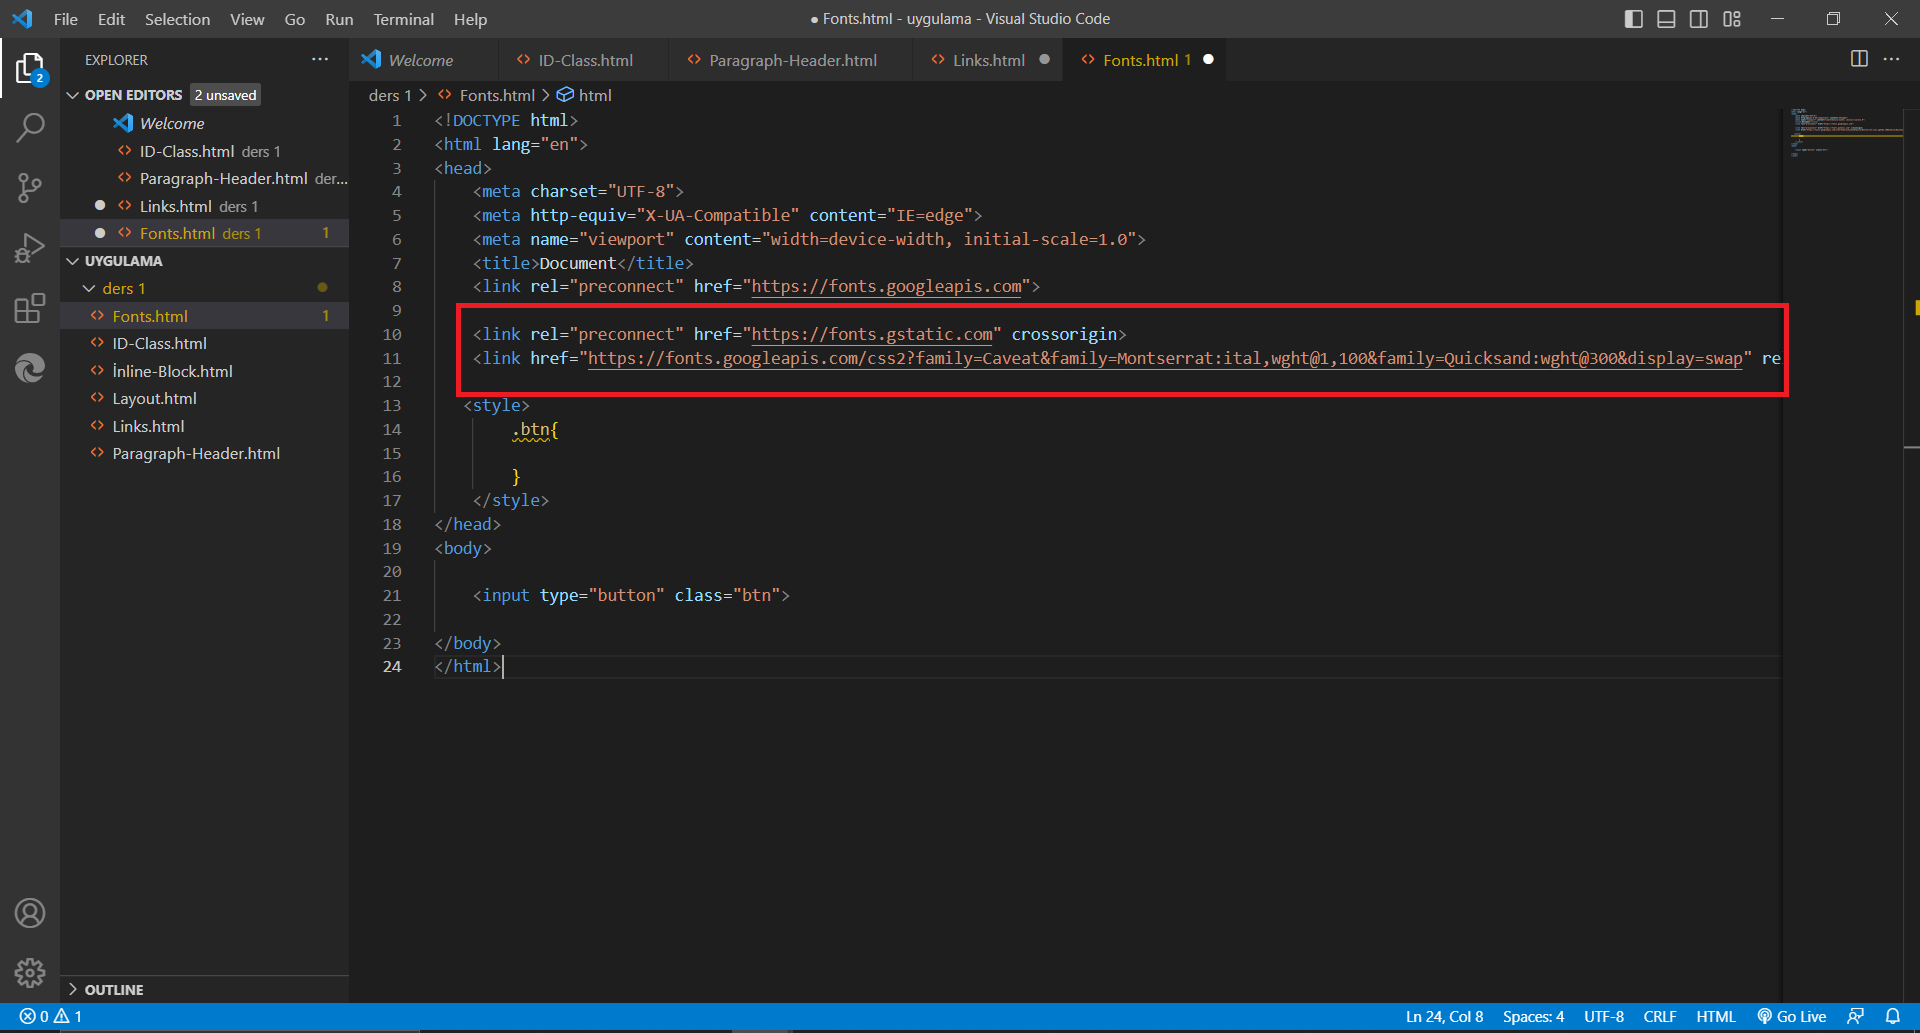 File Edit Selection View Go Run Terminal Help
● Fonts.html - uygulama - Visual Studio Code
EXPLORER
Welcome
ID-Class.html
Paragraph-Header.html
Links.html
Fonts.html 1
2
OPEN EDITORS 2 unsaved
Welcome
ID-Class.html ders 1
Paragraph-Header.html der...
Links.html ders 1
Fonts.html ders 1 1
UYGULAMA
ders 1
Fonts.html 1
ID-Class.html
İnline-Block.html
Layout.html
Links.html
Paragraph-Header.html
OUTLINE
ders 1 > Fonts.html > html
1 <!DOCTYPE html>
2 <html lang="en">
3 <head>
4 <meta charset="UTF-8">
5 <meta http-equiv="X-UA-Compatible" content="IE=edge">
6 <meta name="viewport" content="width=device-width, initial-scale=1.0">
7 <title>Document</title>
8 <link rel="preconnect" href="https://fonts.googleapis.com">
9
10 <link rel="preconnect" href="https://fonts.gstatic.com" crossorigin>
11 <link href="https://fonts.googleapis.com/css2?family=Caveat&family=Montserrat:ital,wght@1,100&family=Quicksand:wght@300&display=swap" re
12
13 <style>
14 .btn{
15
16 }
17 </style>
18 </head>
19 <body>
20
21 <input type="button" class="btn">
22
23 </body>
24 </html>
0 1
Ln 24, Col 8 Spaces: 4 UTF-8 CRLF HTML Go Live